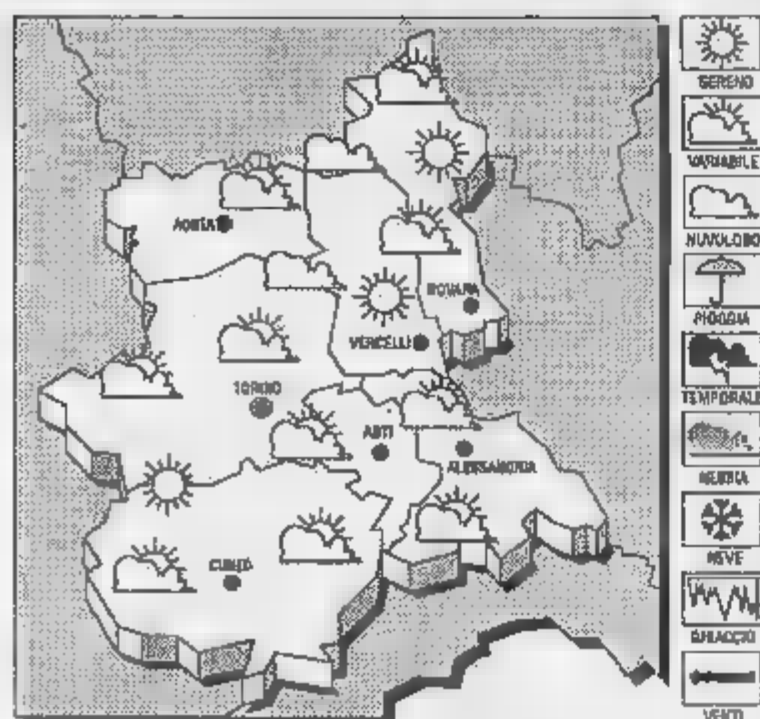 SERENO
VARIABILE
NUVOLOSO
PIOGGIA
TEMPORALE
NEBBIA
NEVE
GHIACCIO
VENTO
AOSTA
NOVARA
VERCELLI
TORINO
ASTI
ALESSANDRIA
CUNEO